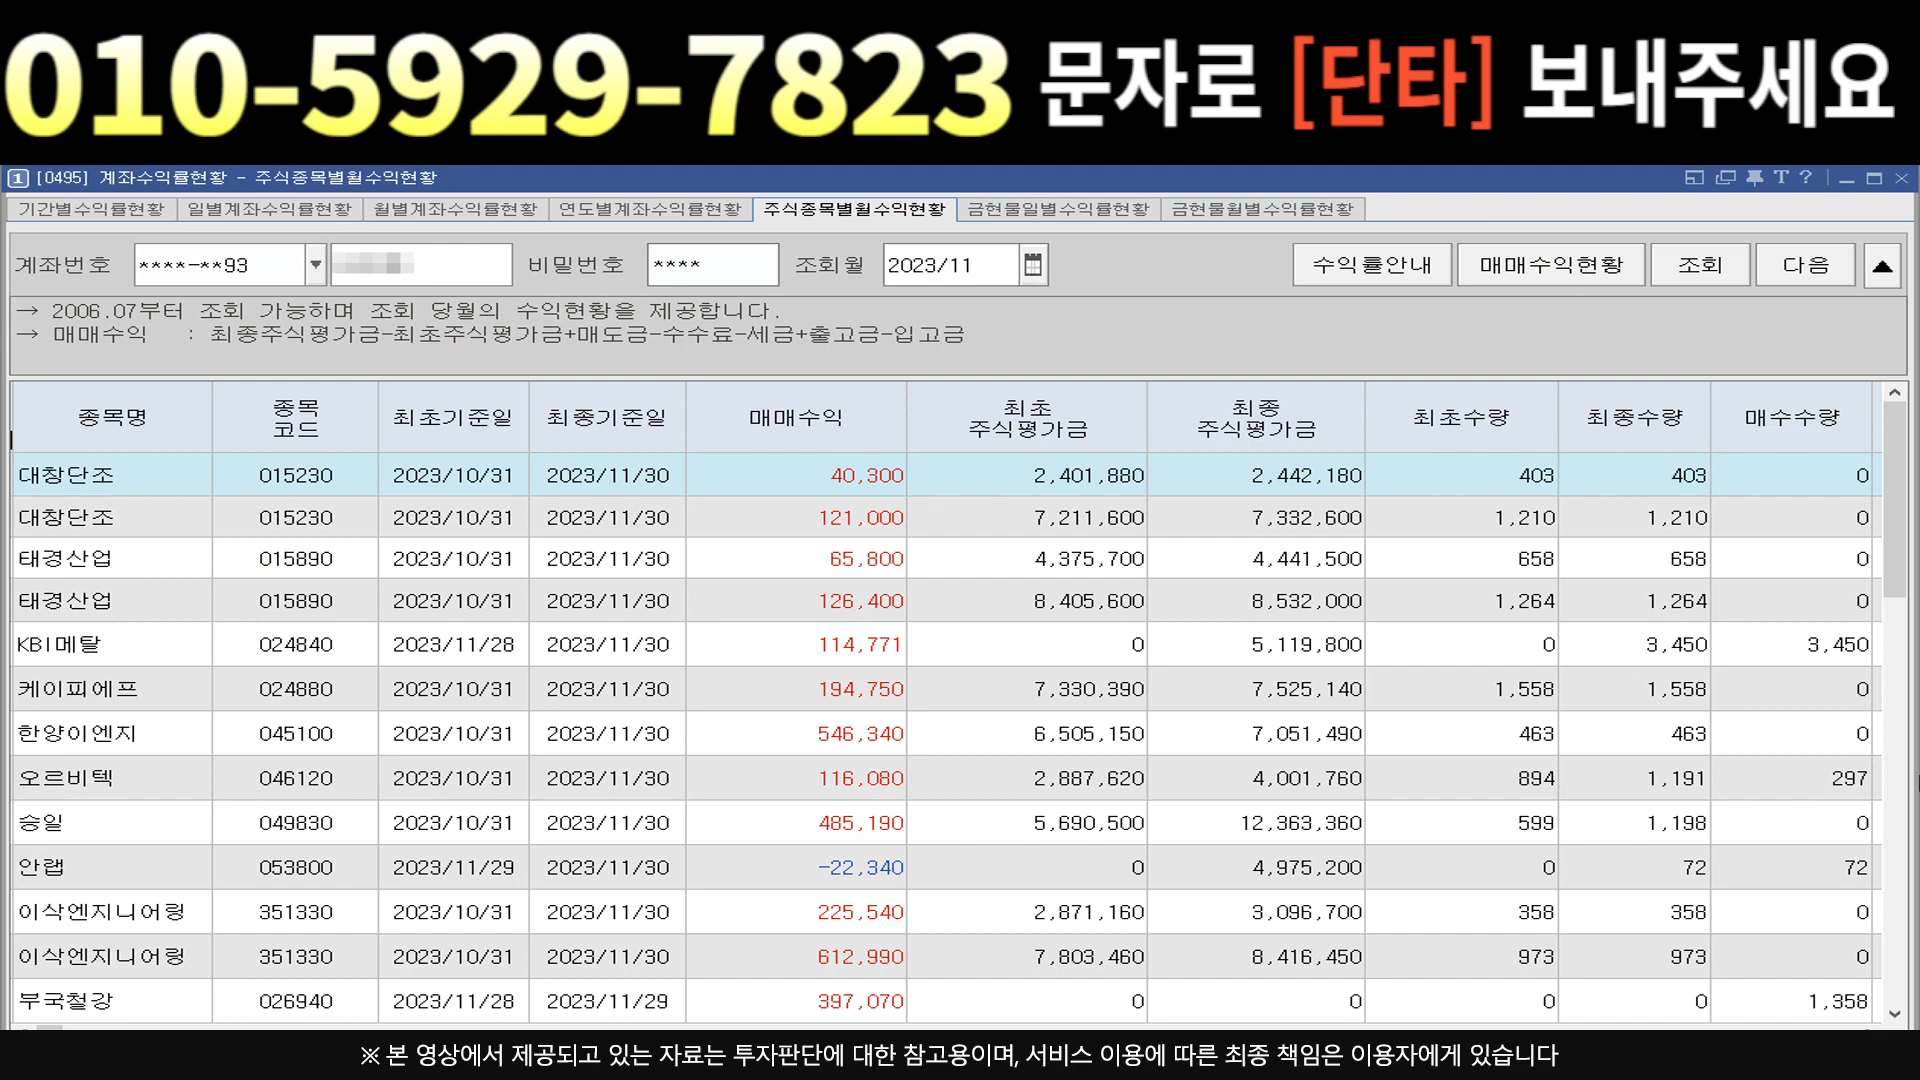 010-5929-7823 문자로 [단타] 보내주세요
1 [0495] 계좌수익률현황 - 주식종목별월수익현황
기간별수익률현황 일별계좌수익률현황 월별계좌수익률현황 연도별계좌수익률현황 주식종목별월수익현황 금현물일별수익률현황 금현물월별수익률현황
계좌번호 ****-**93 비밀번호 **** 조회월 2023/11 수익률안내 매매수익현황 조회 다음
→ 2006.07부터 조회 가능하며 조회 당월의 수익현황을 제공합니다.
→ 매매수익 : 최종주식평가금-최초주식평가금+매도금-수수료-세금+출고금-입고금
종목명 종목코드 최초기준일 최종기준일 매매수익 최초주식평가금 최종주식평가금 최초수량 최종수량 매수수량
대창단조 015230 2023/10/31 2023/11/30 40,300 2,401,880 2,442,180 403 403 0
대창단조 015230 2023/10/31 2023/11/30 121,000 7,211,600 7,332,600 1,210 1,210 0
태경산업 015890 2023/10/31 2023/11/30 65,800 4,375,700 4,441,500 658 658 0
태경산업 015890 2023/10/31 2023/11/30 126,400 8,405,600 8,532,000 1,264 1,264 0
KBI메탈 024840 2023/11/28 2023/11/30 114,771 0 5,119,800 0 3,450 3,450
케이피에프 024880 2023/10/31 2023/11/30 194,750 7,330,390 7,525,140 1,558 1,558 0
한양이엔지 045100 2023/10/31 2023/11/30 546,340 6,505,150 7,051,490 463 463 0
오르비텍 046120 2023/10/31 2023/11/30 116,080 2,887,620 4,001,760 894 1,191 297
승일 049830 2023/10/31 2023/11/30 485,190 5,690,500 12,363,360 599 1,198 0
안랩 053800 2023/11/29 2023/11/30 -22,340 0 4,975,200 0 72 72
이삭엔지니어링 351330 2023/10/31 2023/11/30 225,540 2,871,160 3,096,700 358 358 0
이삭엔지니어링 351330 2023/10/31 2023/11/30 612,990 7,803,460 8,416,450 973 973 0
부국철강 026940 2023/11/28 2023/11/29 397,070 0 0 0 0 1,358
※ 본 영상에서 제공되고 있는 자료는 투자판단에 대한 참고용이며, 서비스 이용에 따른 최종 책임은 이용자에게 있습니다